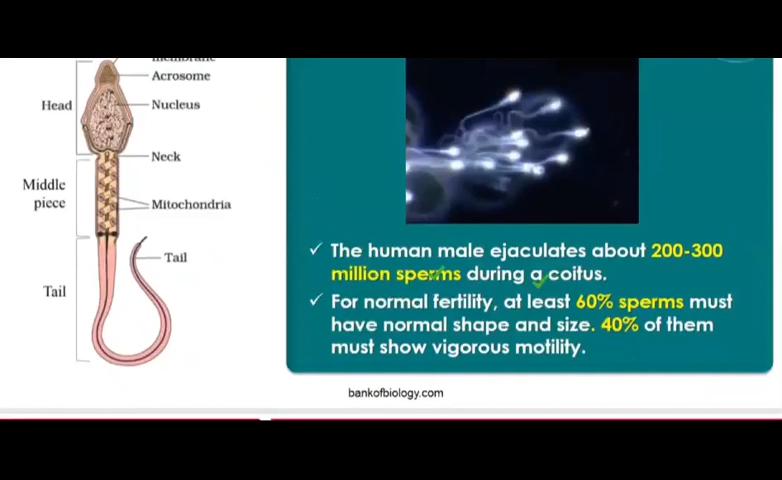 membrane
Acrosome
Head
Nucleus
Neck
Middle
piece
Mitochondria
Tail
Tail
✓ The human male ejaculates about 200-300
million sperms during a coitus.
✓ For normal fertility, at least 60% sperms must
have normal shape and size. 40% of them
must show vigorous motility.
bankofbiology.com